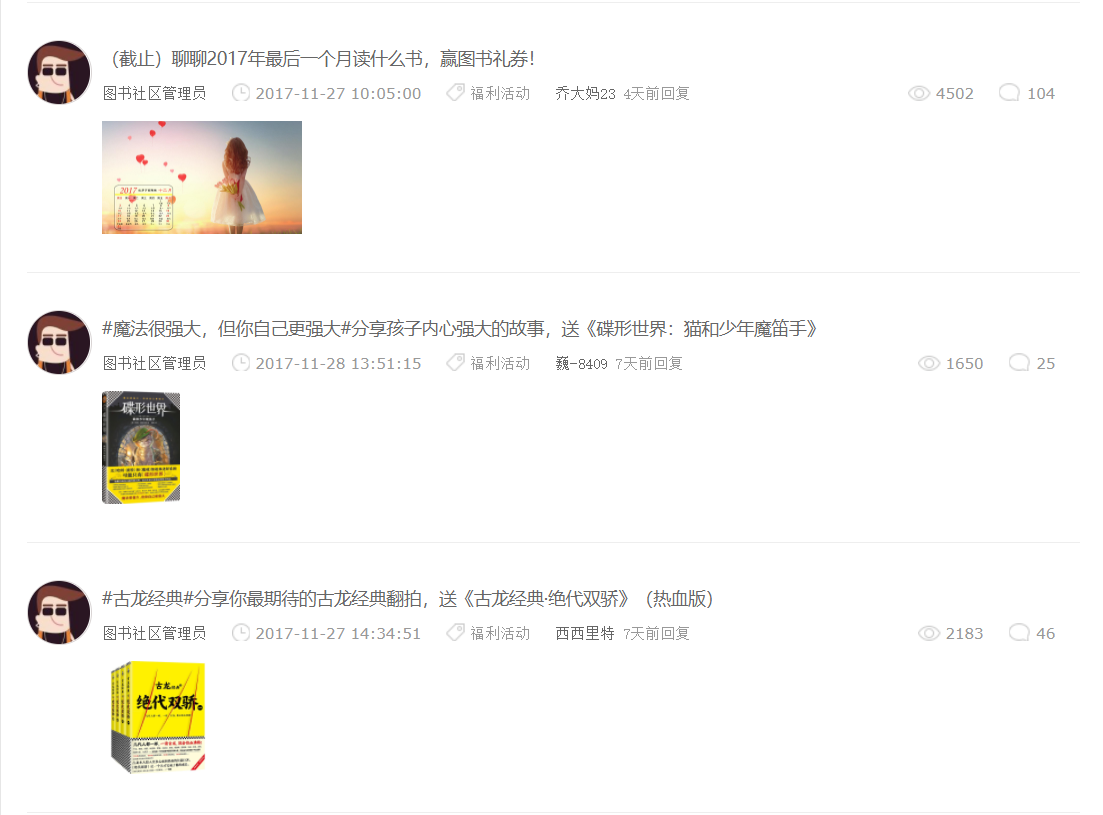 （截止）聊聊2017年最后一个月读什么书，赢图书礼券！
图书社区管理员 2017-11-27 10:05:00 福利活动 乔大妈23 4天前回复 4502 104
2017
#魔法很强大，但你自己更强大#分享孩子内心强大的故事，送《碟形世界：猫和少年魔笛手》
图书社区管理员 2017-11-28 13:51:15 福利活动 巍-8409 7天前回复 1650 25
碟形世界
#古龙经典#分享你最期待的古龙经典翻拍，送《古龙经典·绝代双骄》（热血版）
图书社区管理员 2017-11-27 14:34:51 福利活动 西西里特 7天前回复 2183 46
古龙
绝代双骄